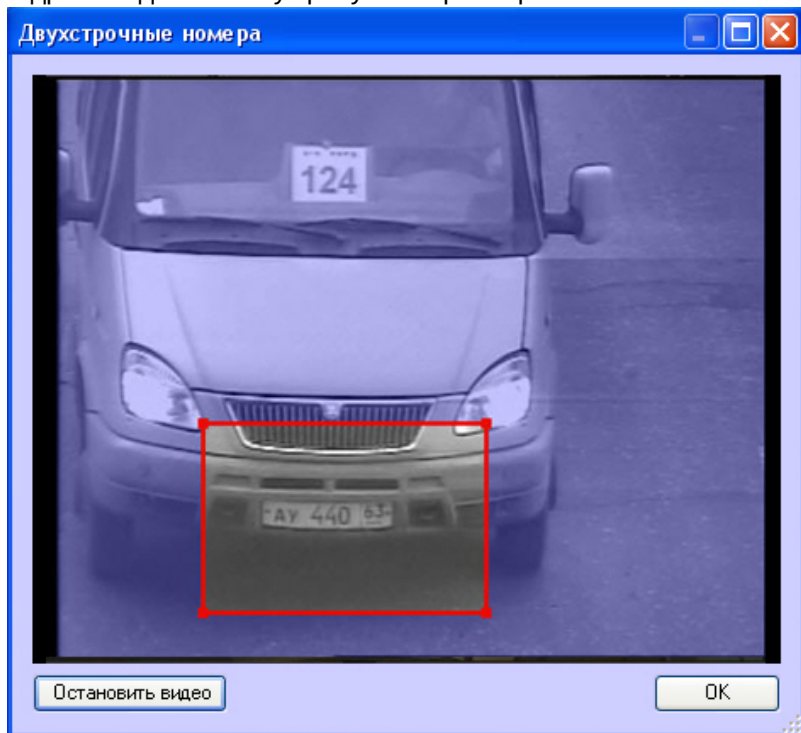 Двухстрочные номера
124
АУ 440 63
Остановить видео
OK